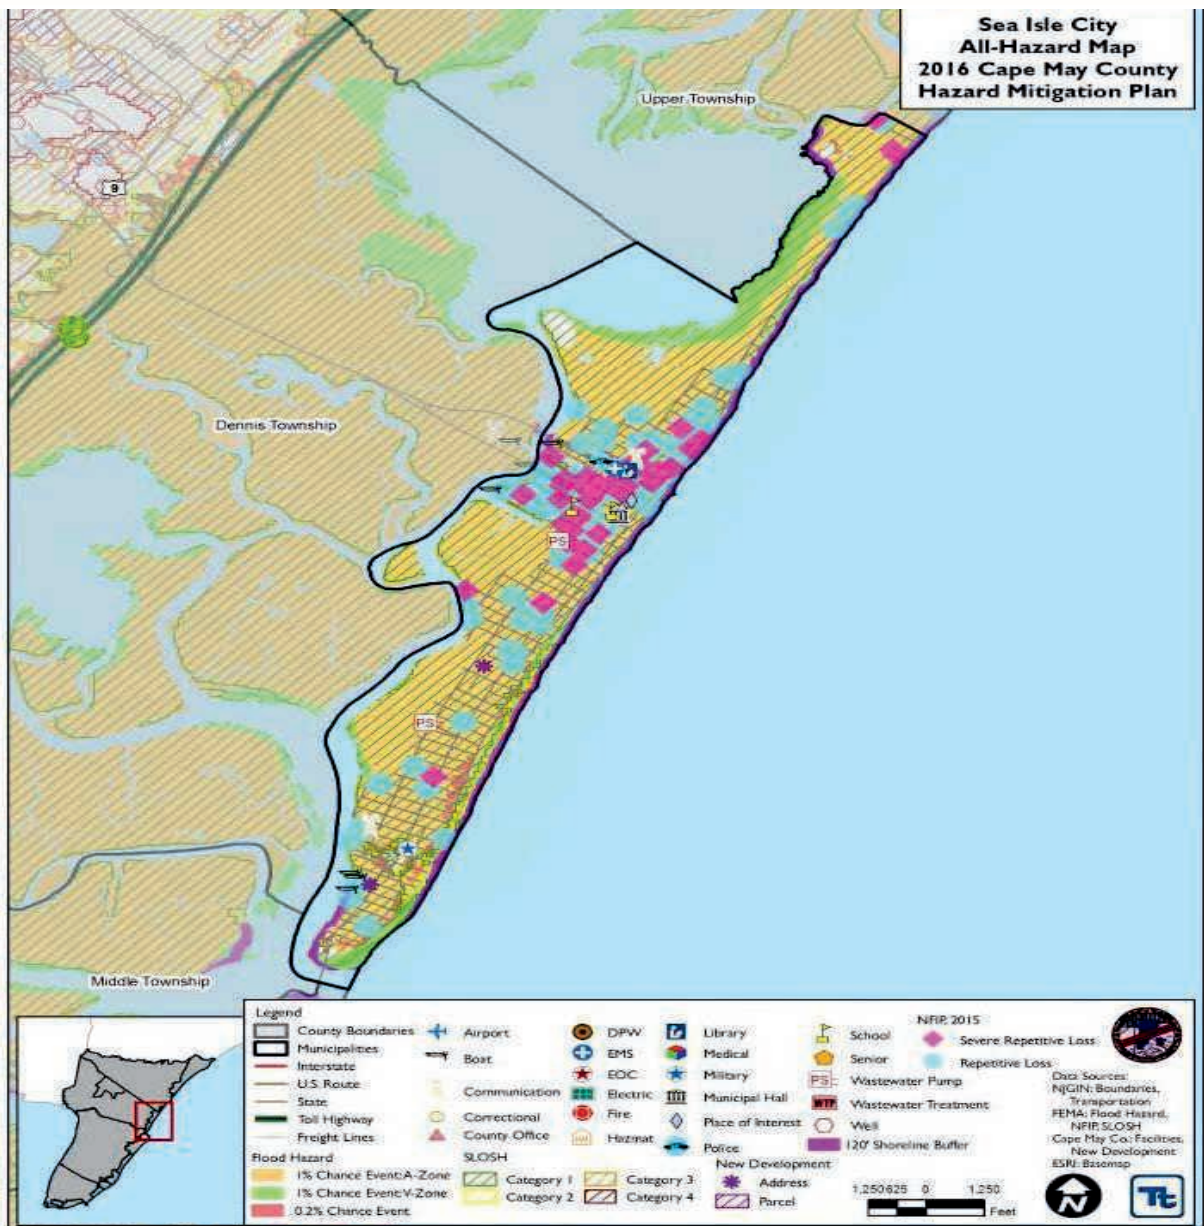 Sea Isle City
All-Hazard Map
2016 Cape May County
Hazard Mitigation Plan
Upper Township
9
Dennis Township
PS
PS
Middle Township
Legend
County Boundaries
Municipalities
Interstate
U.S. Route
State
Toll Highway
Freight Lines
Airport
Boat
Communication
Correctional
County Office
DPW
EMS
EOC
Electric
Fire
Hazmat
Library
Medical
Military
Municipal Hall
Place of Interest
Police
School
Senior
PS Wastewater Pump
WTP Wastewater Treatment
Well
120' Shoreline Buffer
NFIP, 2015
Severe Repetitive Loss
Repetitive Loss
Flood Hazard
1% Chance Event: A-Zone
1% Chance Event: V-Zone
0.2% Chance Event
SLOSH
Category 1
Category 2
Category 3
Category 4
New Development
Address
Parcel
1,250 625 0 1,250
Feet
Data Sources:
NJGIN: Boundaries,
Transportation
FEMA: Flood Hazard,
NFIP, SLOSH
Cape May Co.: Facilities,
New Development
ESRI: Basemap
N
Tt